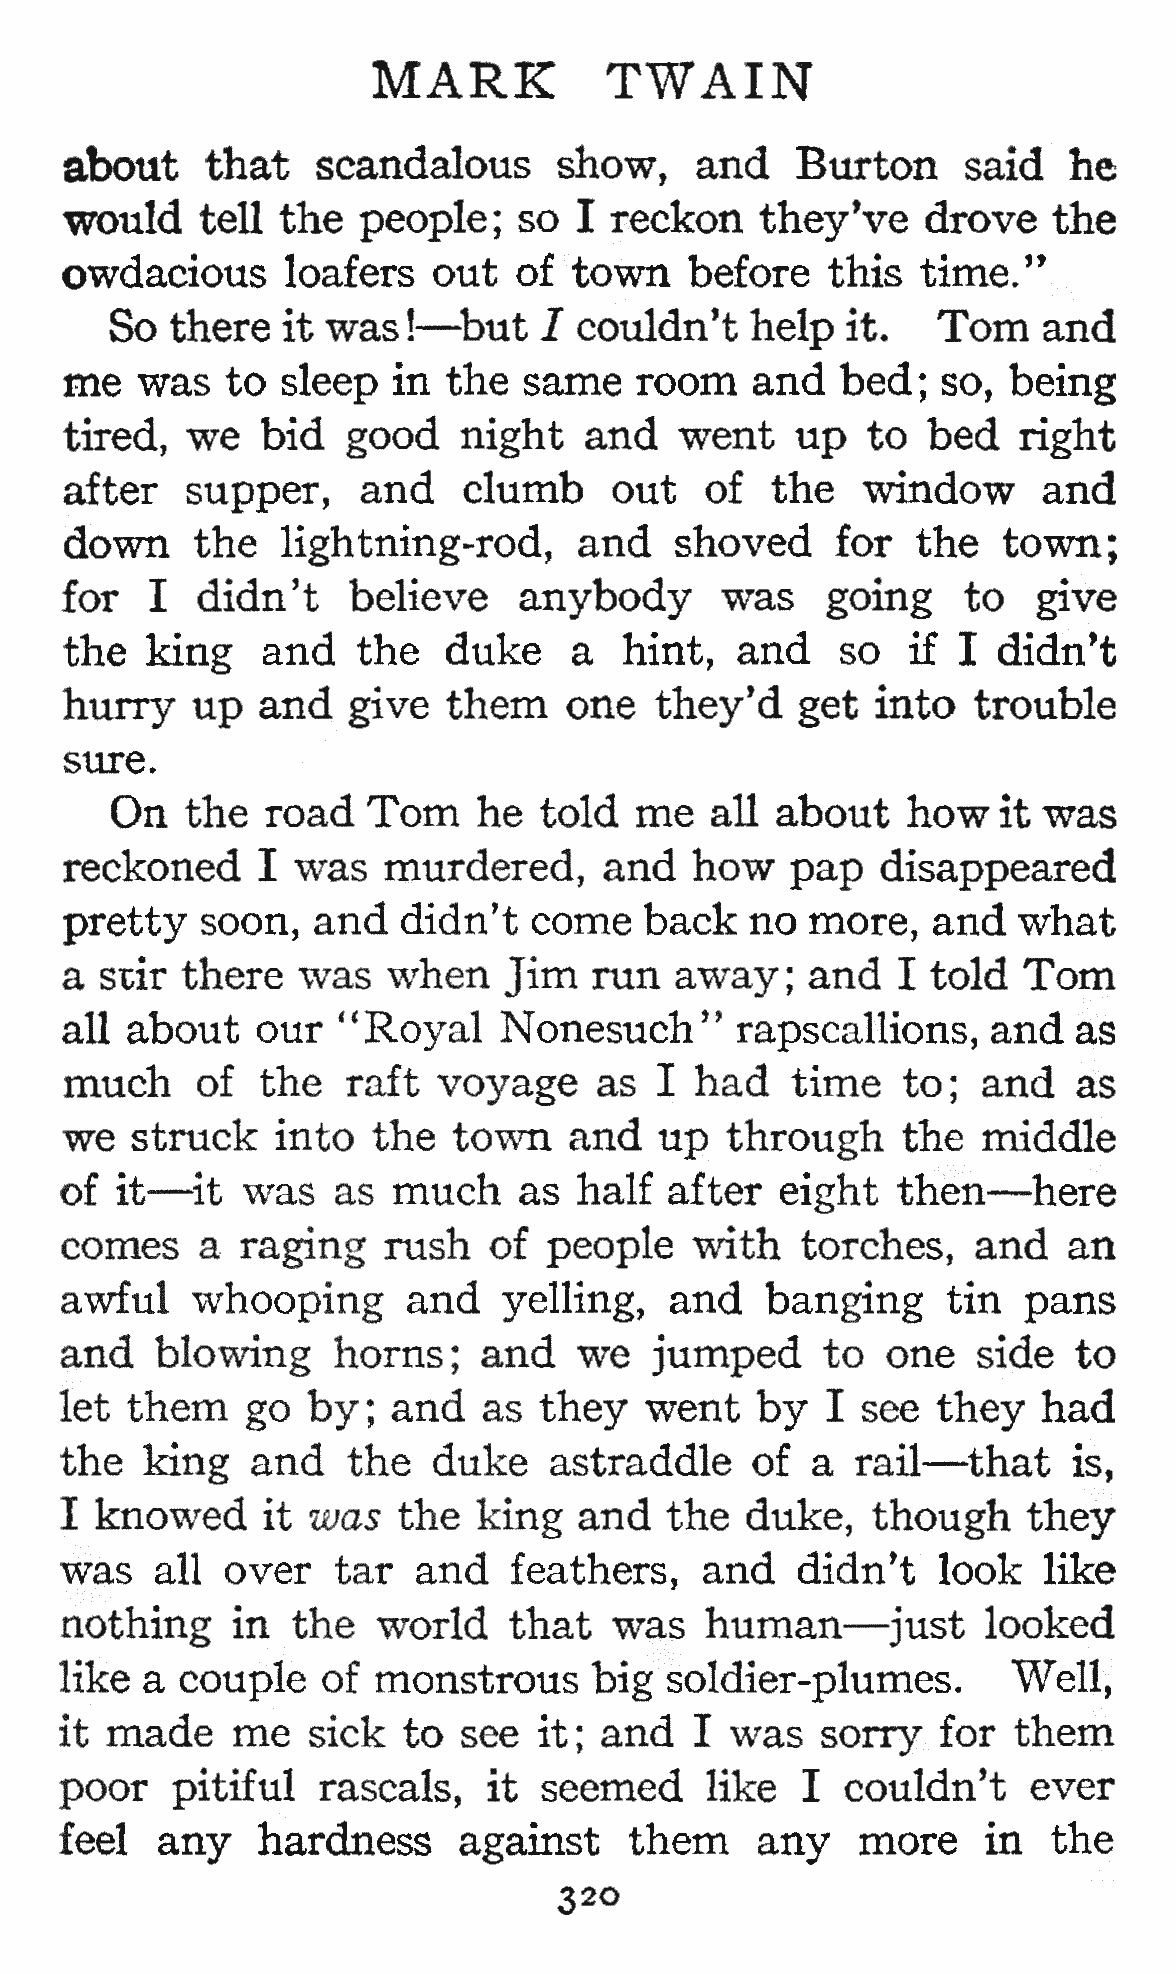 MARK TWAIN
about that scandalous show, and Burton said he
would tell the people; so I reckon they've drove the
owdacious loafers out of town before this time."
So there it was!—but I couldn't help it. Tom and
me was to sleep in the same room and bed; so, being
tired, we bid good night and went up to bed right
after supper, and clumb out of the window and
down the lightning-rod, and shoved for the town;
for I didn't believe anybody was going to give
the king and the duke a hint, and so if I didn't
hurry up and give them one they'd get into trouble
sure.
On the road Tom he told me all about how it was
reckoned I was murdered, and how pap disappeared
pretty soon, and didn't come back no more, and what
a stir there was when Jim run away; and I told Tom
all about our "Royal Nonesuch" rapscallions, and as
much of the raft voyage as I had time to; and as
we struck into the town and up through the middle
of it—it was as much as half after eight then—here
comes a raging rush of people with torches, and an
awful whooping and yelling, and banging tin pans
and blowing horns; and we jumped to one side to
let them go by; and as they went by I see they had
the king and the duke astraddle of a rail—that is,
I knowed it was the king and the duke, though they
was all over tar and feathers, and didn't look like
nothing in the world that was human—just looked
like a couple of monstrous big soldier-plumes. Well,
it made me sick to see it; and I was sorry for them
poor pitiful rascals, it seemed like I couldn't ever
feel any hardness against them any more in the
320